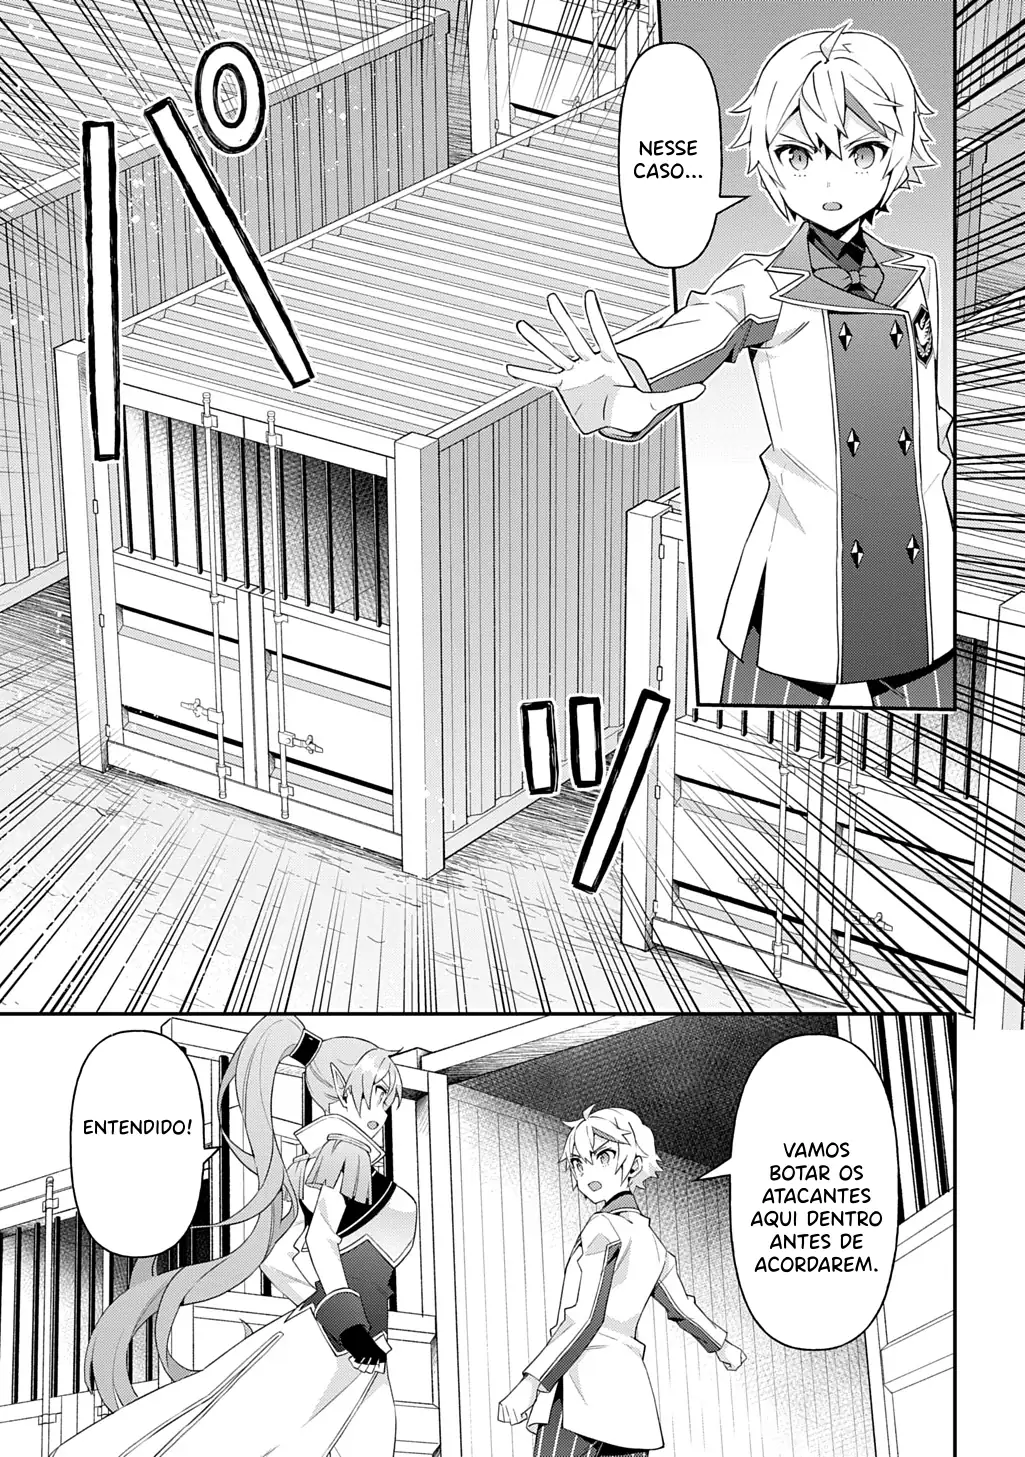 NESSE
CASO...
VAMOS
BOTAR OS
ATACANTES
AQUI DENTRO
ANTES DE
ACORDAREM.
ENTENDIDO!